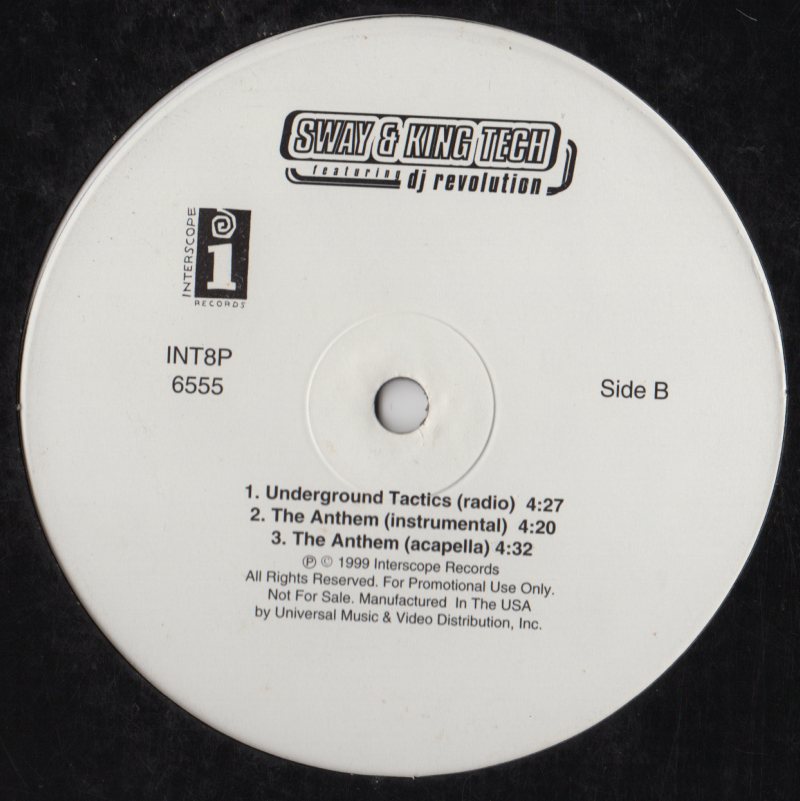 SWAY & KING TECH
featuring dj revolution
INTERSCOPE
i
RECORDS
INT8P
6555
Side B
1. Underground Tactics (radio) 4:27
2. The Anthem (instrumental) 4:20
3. The Anthem (acapella) 4:32
℗ © 1999 Interscope Records
All Rights Reserved. For Promotional Use Only.
Not For Sale. Manufactured In The USA
by Universal Music & Video Distribution, Inc.